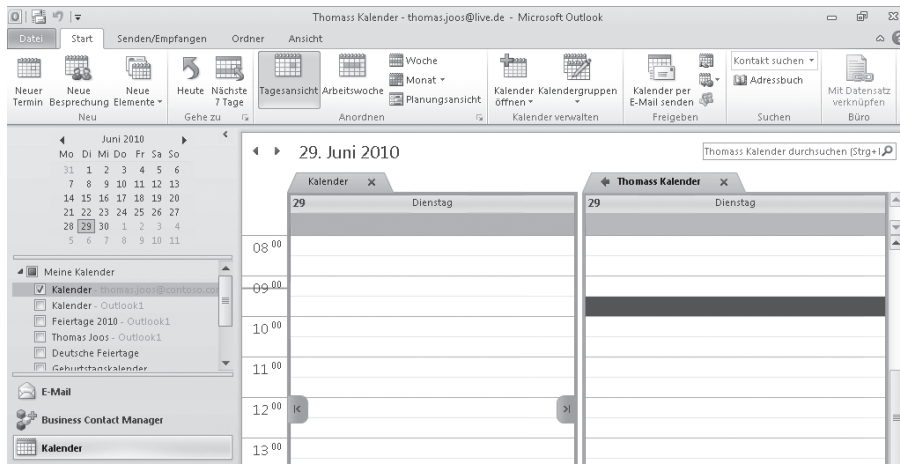 Thomass Kalender - thomas.joos@live.de - Microsoft Outlook
Datei Start Senden/Empfangen Ordner Ansicht
Neuer Termin
Neue Besprechung
Neue Elemente
Neu
Heute
Nächste 7 Tage
Gehe zu
Tagesansicht
Arbeitswoche
Woche
Monat
Planungsansicht
Anordnen
Kalender öffnen
Kalendergruppen
Kalender verwalten
Kalender per E-Mail senden
Freigeben
Kontakt suchen
Adressbuch
Suchen
Mit Datensatz verknüpfen
Büro
Juni 2010
Mo Di Mi Do Fr Sa So
31 1 2 3 4 5 6
7 8 9 10 11 12 13
14 15 16 17 18 19 20
21 22 23 24 25 26 27
28 29 30 1 2 3 4
5 6 7 8 9 10 11
Meine Kalender
Kalender - thomas.joos@contoso.com
Kalender - Outlook1
Feiertage 2010 - Outlook1
Thomas Joos - Outlook1
Deutsche Feiertage
Geburtstagskalender
E-Mail
Business Contact Manager
Kalender
29. Juni 2010
Thomass Kalender durchsuchen (Strg+
Kalender
Thomass Kalender
29 Dienstag
29 Dienstag
08 00
09 00
10 00
11 00
12 00
13 00